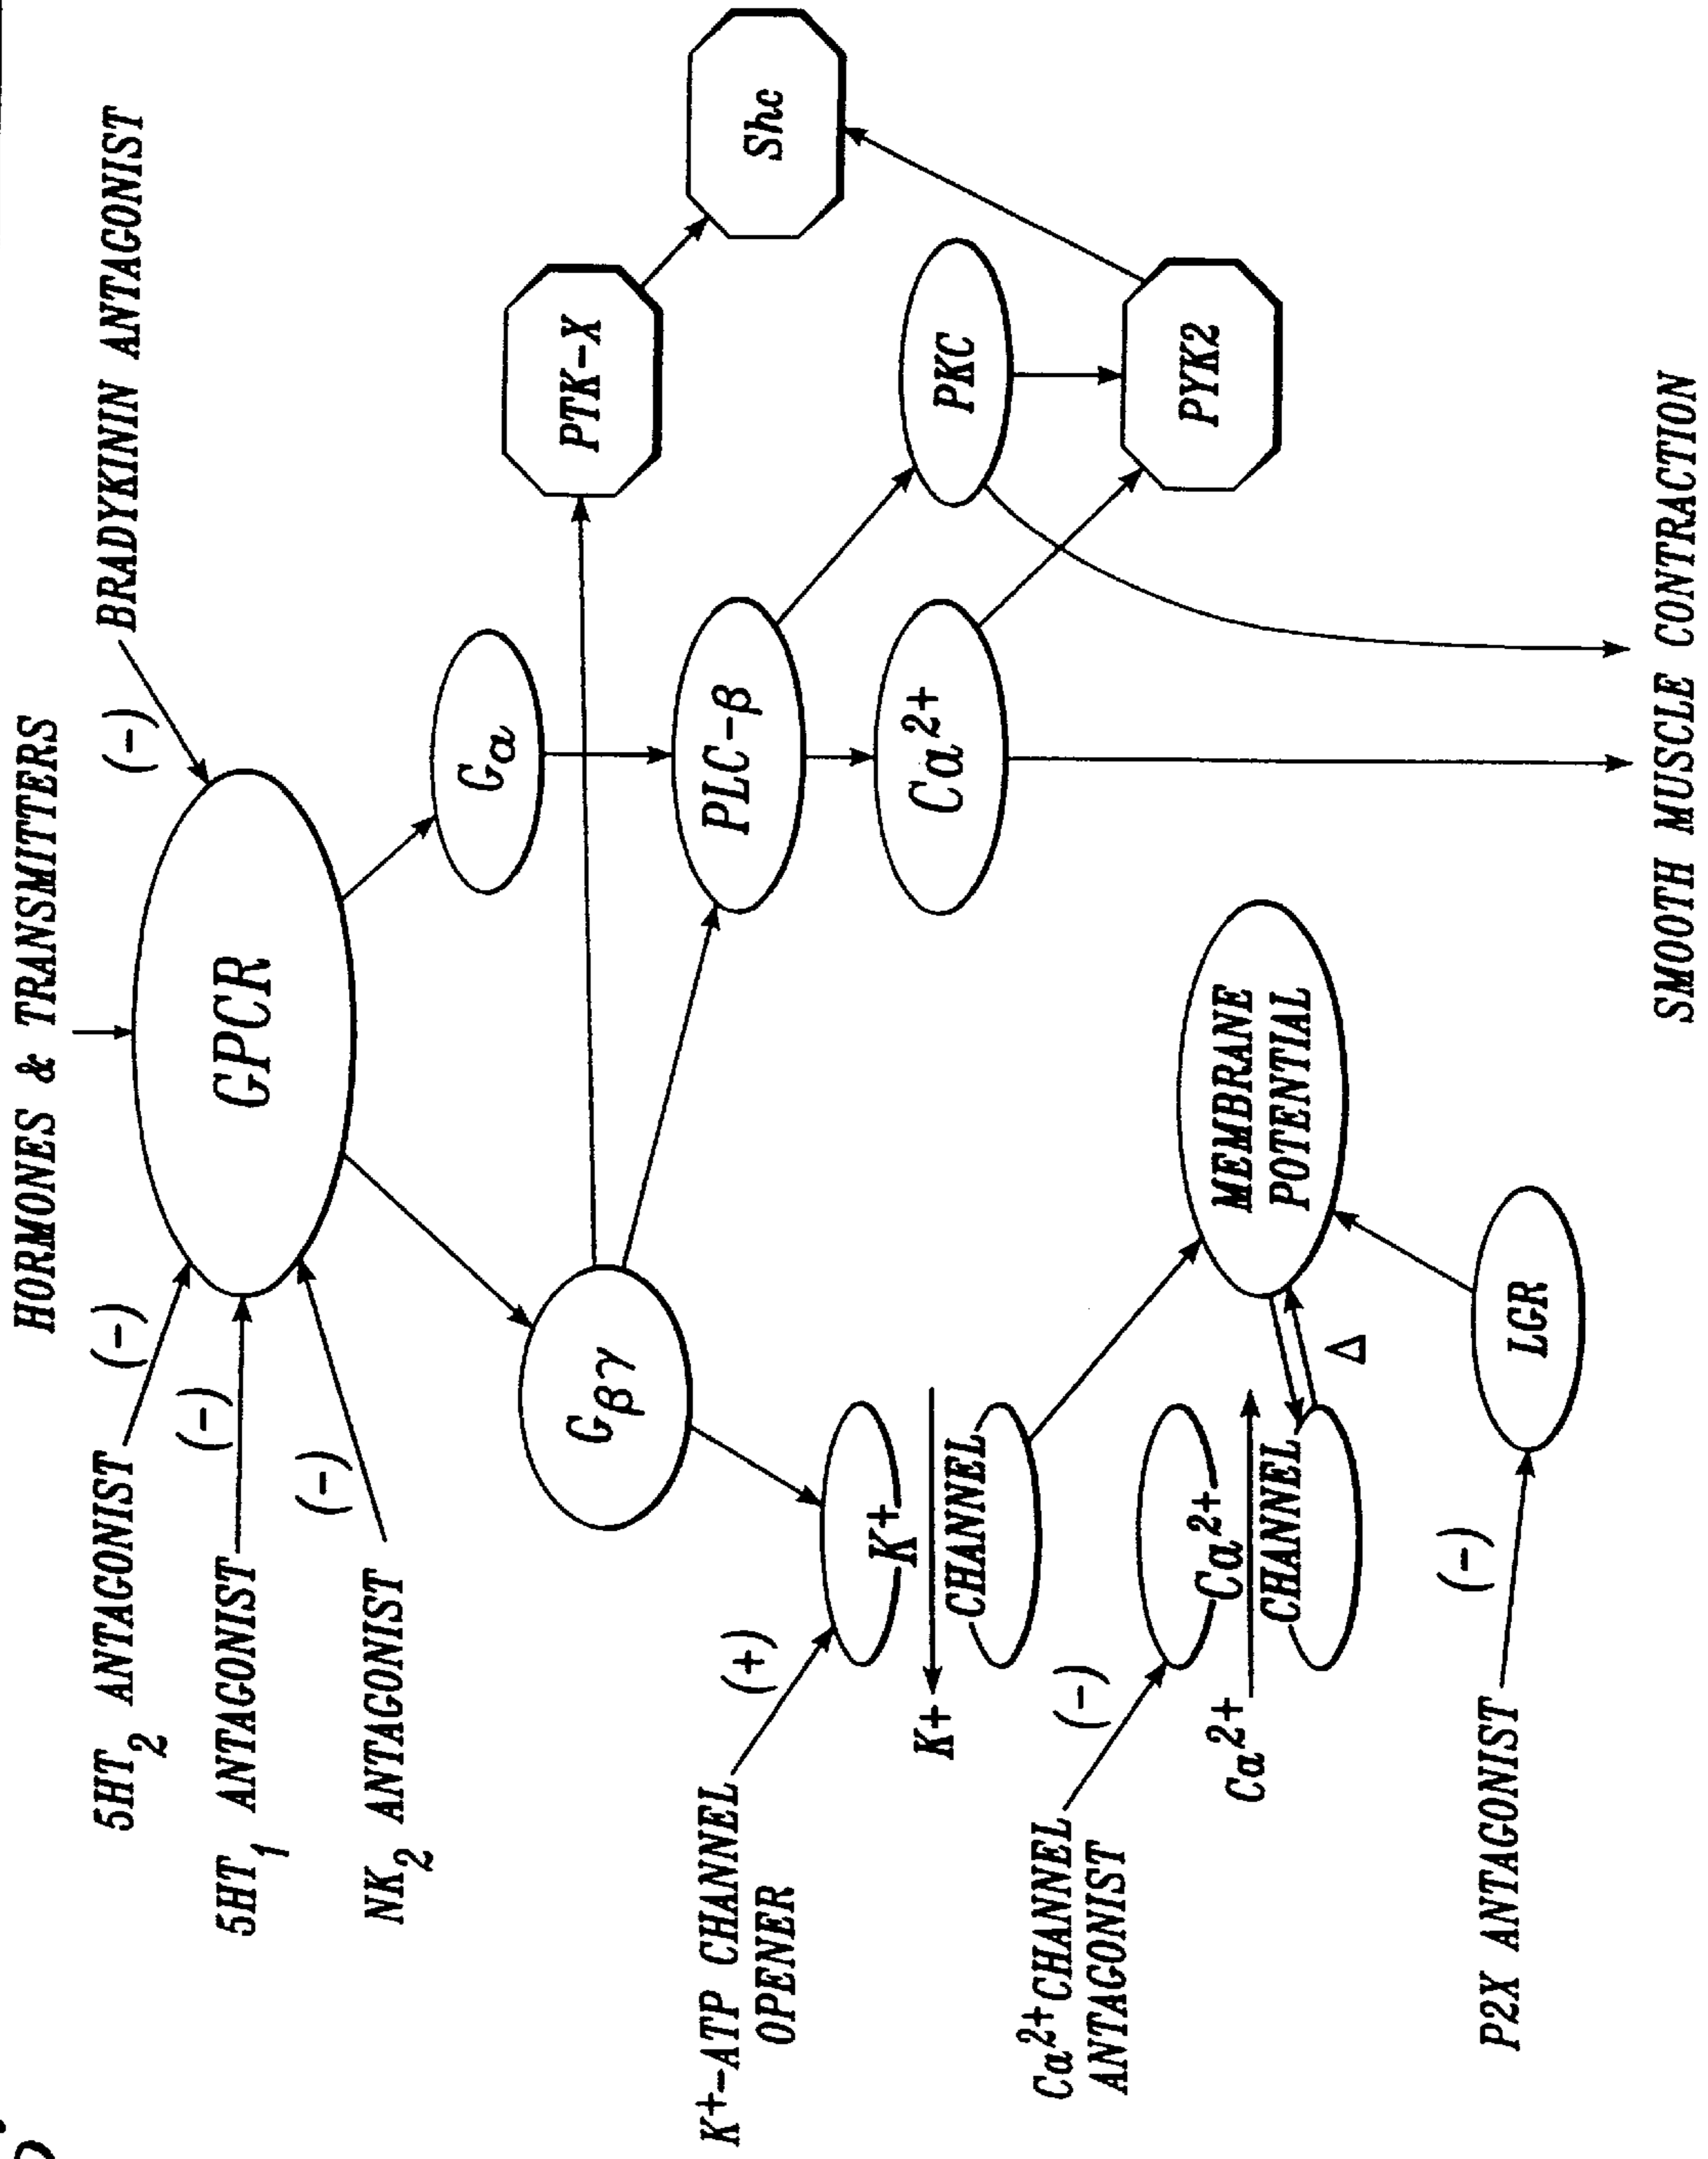 HORMONES & TRANSMITTERS
5HT2 ANTAGONIST
(-)
(-)
BRADYKININ ANTAGONIST
5HT1 ANTAGONIST
(-)
GPCR
NK2 ANTAGONIST
(-)
Gα
Gβγ
PTK-X
Shc
K+-ATP CHANNEL
OPENER
(+)
PLC-β
K+
K+
CHANNEL
Ca2+
PKC
Ca2+CHANNEL
ANTAGONIST
(-)
Ca2+
Ca2+
CHANNEL
Δ
MEMBRANE
POTENTIAL
PYK2
P2X ANTAGONIST
(-)
LGR
SMOOTH MUSCLE CONTRACTION